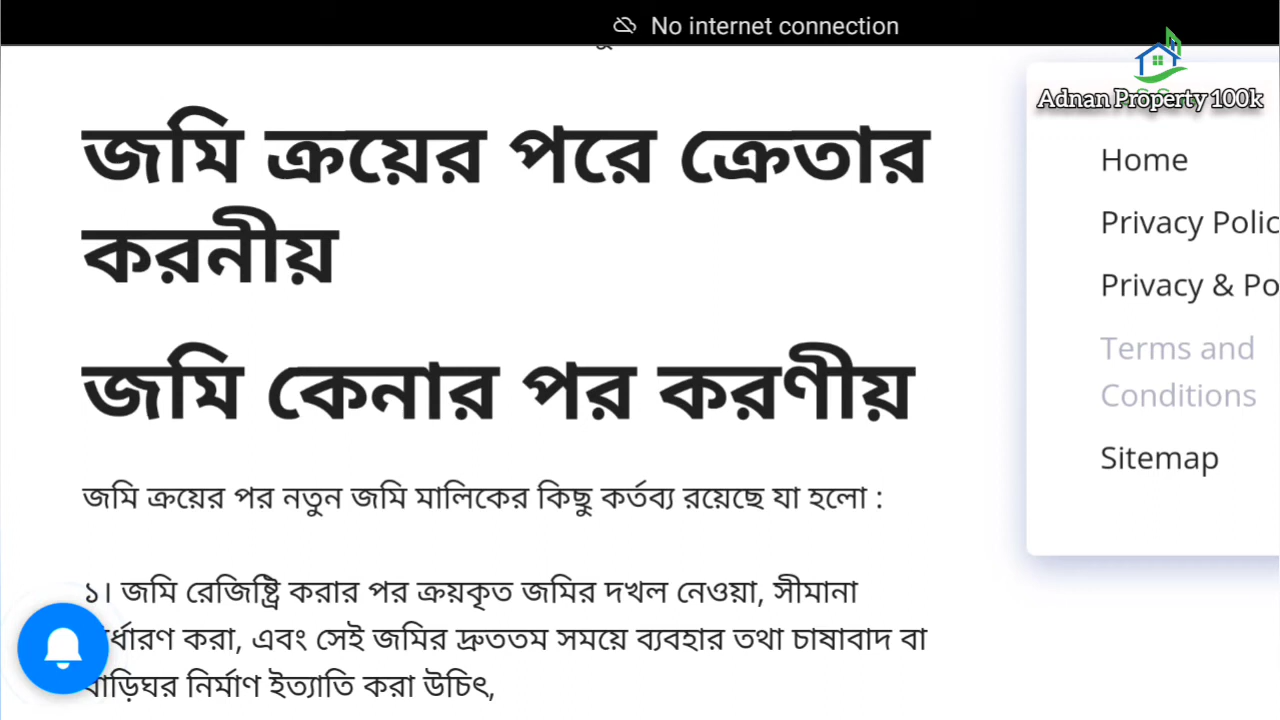 No internet connection
Adnan Property 100k
জমি ক্রয়ের পরে ক্রেতার
করনীয়
জমি কেনার পর করণীয়
জমি ক্রয়ের পর নতুন জমি মালিকের কিছু কর্তব্য রয়েছে যা হলো :
১। জমি রেজিষ্ট্রি করার পর ক্রয়কৃত জমির দখল নেওয়া, সীমানা
করা, এবং সেই জমির দ্রুততম সময়ে ব্যবহার তথা চাষাবাদ বা
বাড়িঘর নির্মাণ ইত্যাতি করা উচিৎ,
Home
Privacy Polic
Privacy & Po
Terms and
Conditions
Sitemap